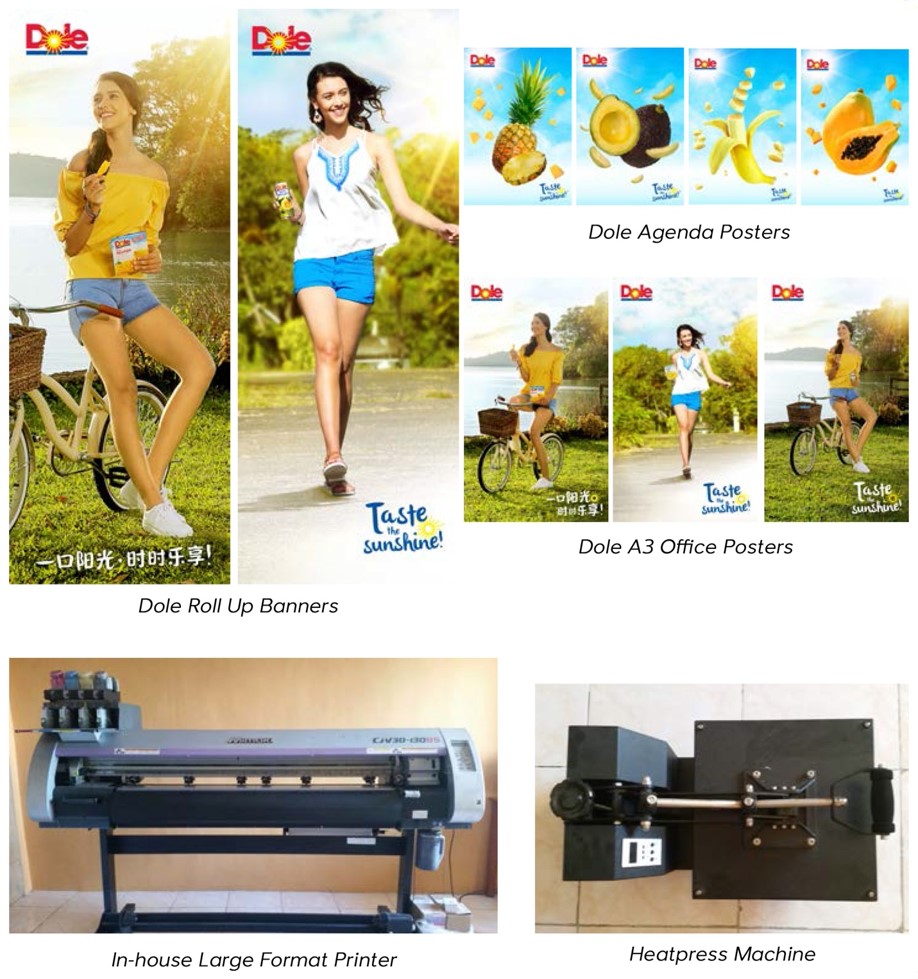 Dole
Dole
一口阳光·时时乐享!
Taste
the
sunshine!
Dole Roll Up Banners
Dole
Dole
Dole
Dole
Taste
the
sunshine!
Taste
the
sunshine!
Taste
the
sunshine!
Taste
the
sunshine!
Dole Agenda Posters
Dole
Dole
Dole
一口阳光
时时乐享!
Taste
the
sunshine!
Taste
the
sunshine!
Dole A3 Office Posters
In-house Large Format Printer
Heatpress Machine